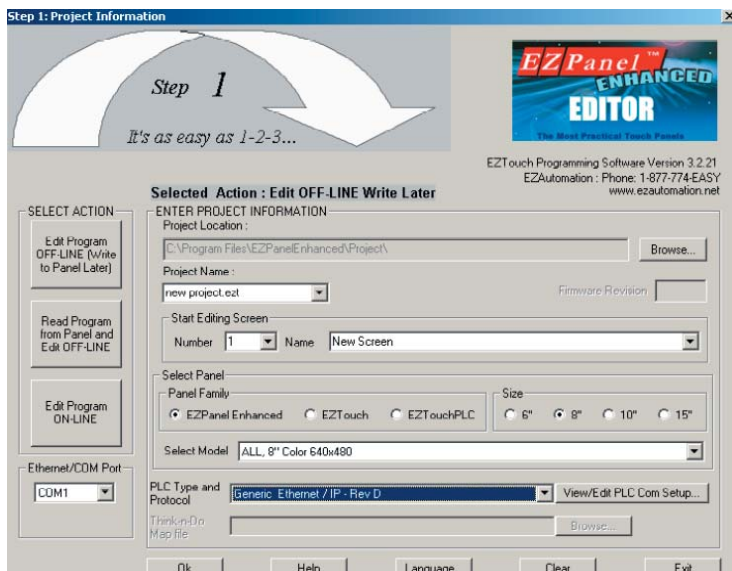 Step 1: Project Information
Step 1
It's as easy as 1-2-3...
EZPanel™
ENHANCED
EDITOR
The Most Practical Touch Panels
EZTouch Programming Software Version 3.2.21
EZAutomation : Phone: 1-877-774-EASY
www.ezautomation.net
Selected Action : Edit OFF-LINE Write Later
SELECT ACTION
Edit Program
OFF-LINE (Write
to Panel Later)
Read Program
from Panel and
Edit OFF-LINE
Edit Program
ON-LINE
Ethernet/COM Port
COM1
ENTER PROJECT INFORMATION
Project Location :
C:\Program Files\EZPanelEnhanced\Project\
Browse...
Project Name :
new project.ezt
Firmware Revision
Start Editing Screen
Number 1 Name New Screen
Select Panel
Panel Family
EZPanel Enhanced EZTouch EZTouchPLC
Size
6" 8" 10" 15"
Select Model ALL, 8" Color 640x480
PLC Type and
Protocol
Generic Ethernet / IP - Rev D
View/Edit PLC Com Setup...
Think-n-Do
Map file
Browse...
Ok Help Language Clear Exit